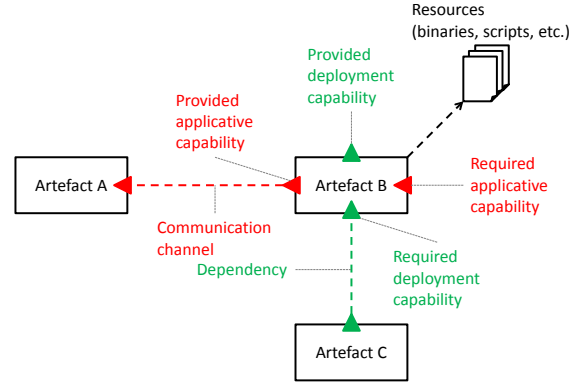 Resources
(binaries, scripts, etc.)
Provided
deployment
capability
Provided
applicative
capability
Artefact A
Artefact B
Required
applicative
capability
Communication
channel
Dependency
Required
deployment
capability
Artefact C